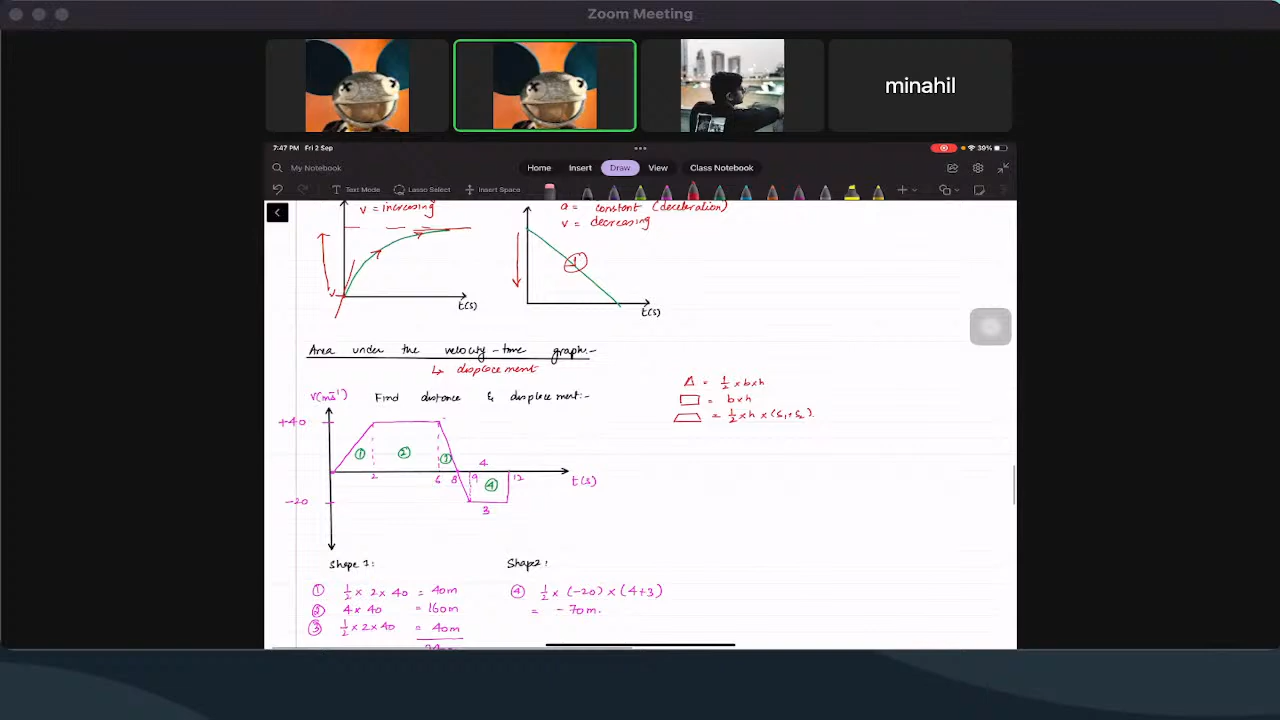 Zoom Meeting
minahil
7:47 PM Fri 2 Sep
39%
My Notebook
Home Insert Draw View Class Notebook
Text Mode Lasso Select Insert Space
v = increasing
a = constant (deceleration)
v = decreasing
t(s)
t(s)
Area under the velocity-time graph:-
↳ displacement
v(ms⁻¹) Find distance & displacement:-
△ = ½ × b × h
▭ = b × h
= ½ × h × (s₁+s₂).
+40
① ② ① 4
2 6 8 9 12 t(s)
④
-20
3
Shape 1:
Shape 2:
① ½ × 2 × 40 = 40m
② 4 × 40 = 160m
③ ½ × 2 × 40 = 40m
④ ½ × (-20) × (4+3)
= -70m.